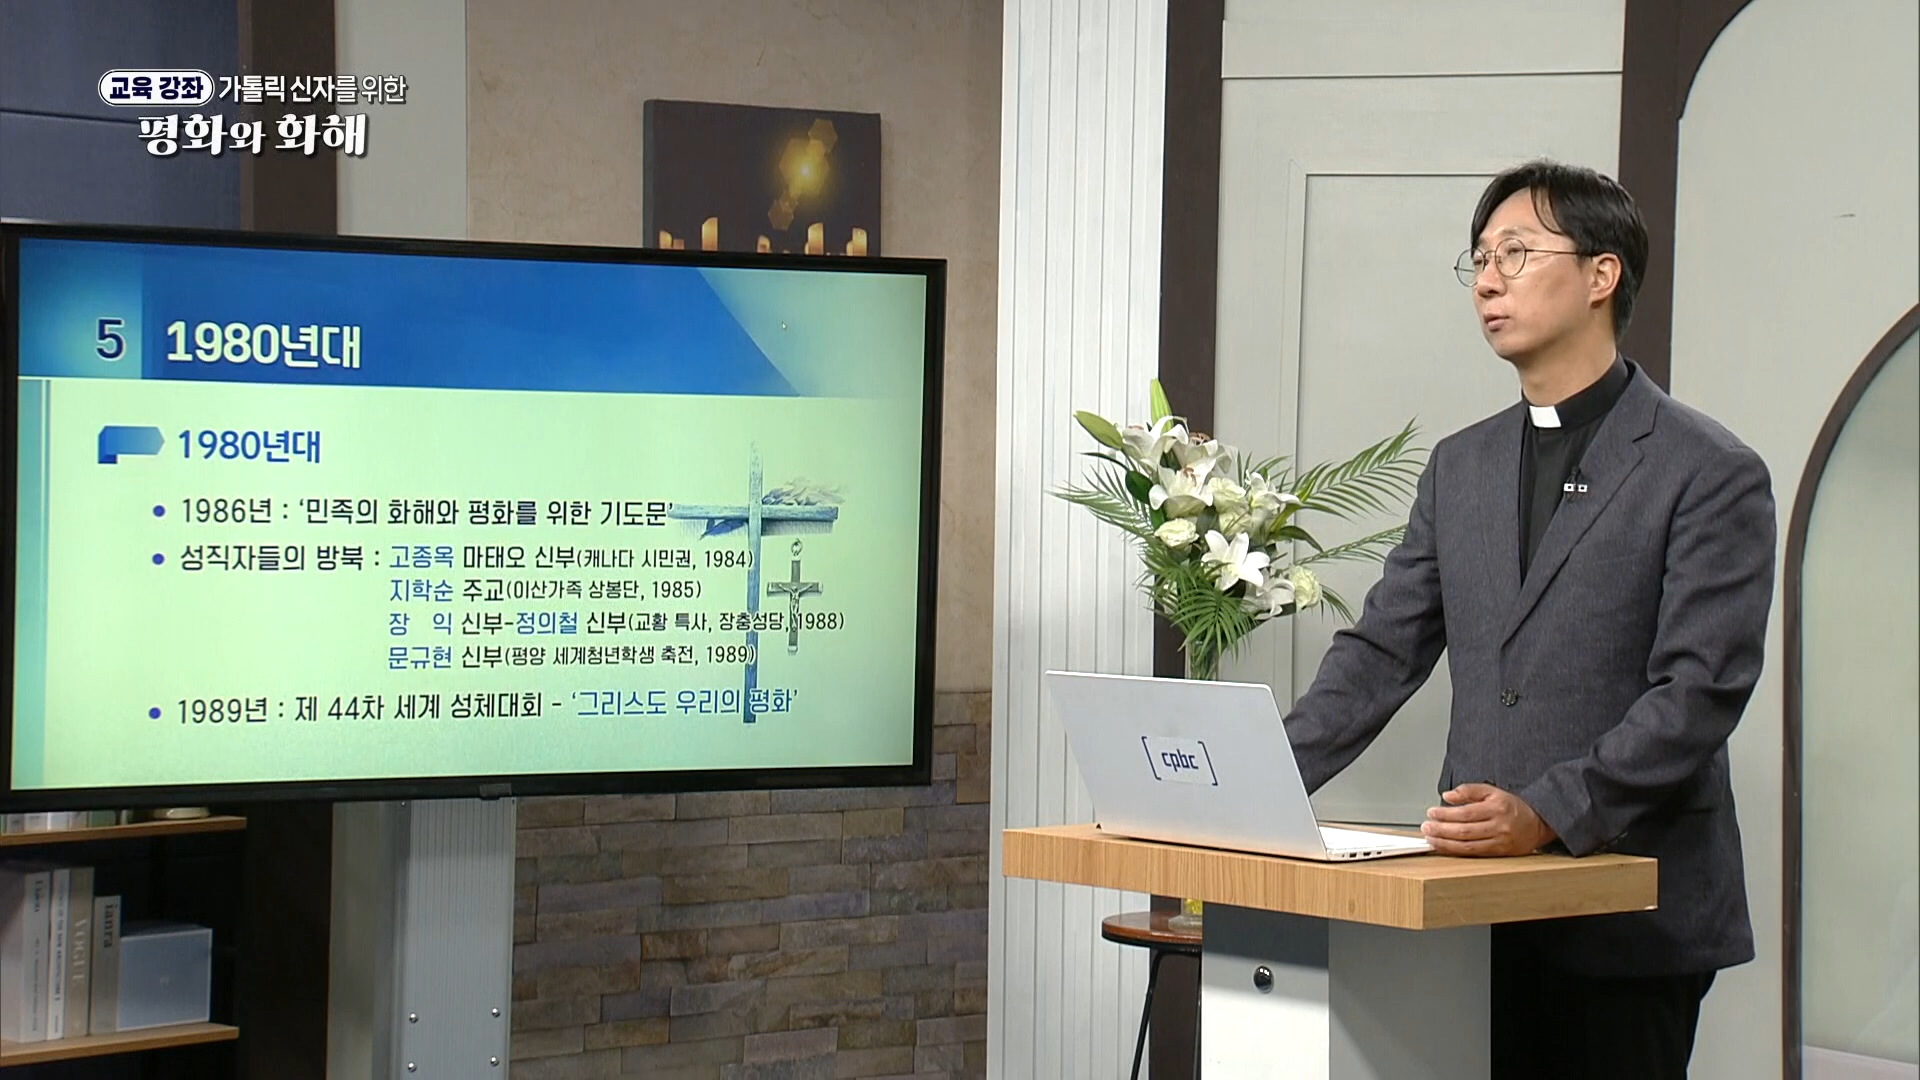 교육 강좌 가톨릭 신자를 위한
평화와 화해
5 1980년대
1980년대
• 1986년 : ‘민족의 화해와 평화를 위한 기도문’
• 성직자들의 방북 : 고종옥 마태오 신부(캐나다 시민권, 1984)
지학순 주교(이산가족 상봉단, 1985)
장 익 신부-정의철 신부(교황 특사, 장충성당, 1988)
문규현 신부(평양 세계청년학생 축전, 1989)
• 1989년 : 제 44차 세계 성체대회 - ‘그리스도 우리의 평화’
[cpbc]
VOGUE